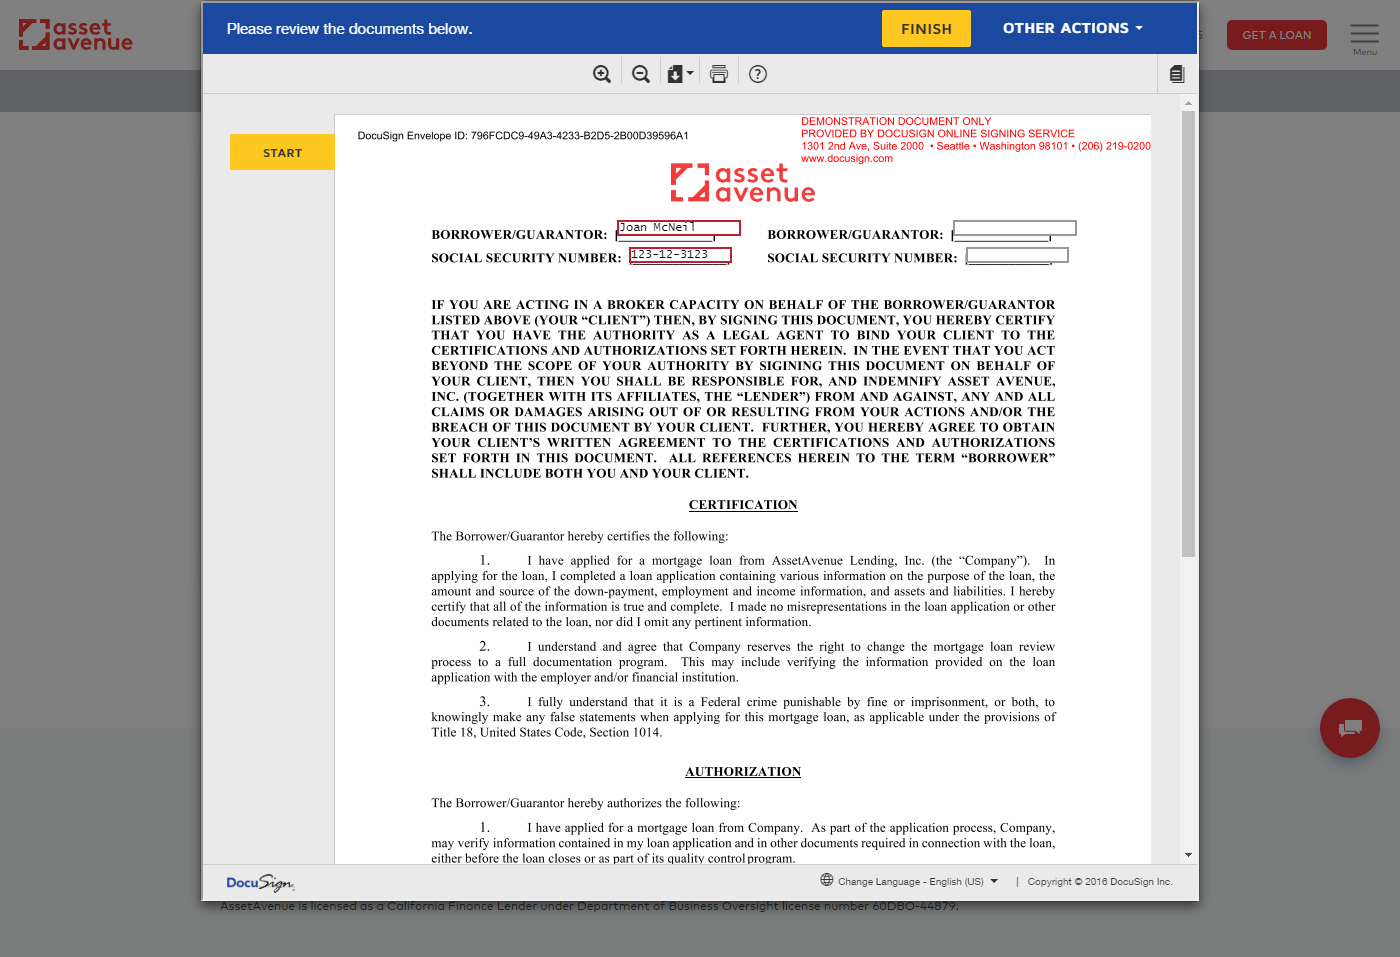 asset
avenue
Please review the documents below.
FINISH
OTHER ACTIONS
GET A LOAN
Menu
START
DocuSign Envelope ID: 796FCDC9-49A3-4233-B2D5-2B00D39596A1
DEMONSTRATION DOCUMENT ONLY
PROVIDED BY DOCUSIGN ONLINE SIGNING SERVICE
1301 2nd Ave, Suite 2000 • Seattle • Washington 98101 • (206) 219-0200
www.docusign.com
asset
avenue
BORROWER/GUARANTOR: [Joan McNeil] BORROWER/GUARANTOR: [ ]
SOCIAL SECURITY NUMBER: [123-12-3123] SOCIAL SECURITY NUMBER: [ ]
IF YOU ARE ACTING IN A BROKER CAPACITY ON BEHALF OF THE BORROWER/GUARANTOR
LISTED ABOVE (YOUR “CLIENT”) THEN, BY SIGNING THIS DOCUMENT, YOU HEREBY CERTIFY
THAT YOU HAVE THE AUTHORITY AS A LEGAL AGENT TO BIND YOUR CLIENT TO THE
CERTIFICATIONS AND AUTHORIZATIONS SET FORTH HEREIN. IN THE EVENT THAT YOU ACT
BEYOND THE SCOPE OF YOUR AUTHORITY BY SIGINING THIS DOCUMENT ON BEHALF OF
YOUR CLIENT, THEN YOU SHALL BE RESPONSIBLE FOR, AND INDEMNIFY ASSET AVENUE,
INC. (TOGETHER WITH ITS AFFILIATES, THE “LENDER”) FROM AND AGAINST, ANY AND ALL
CLAIMS OR DAMAGES ARISING OUT OF OR RESULTING FROM YOUR ACTIONS AND/OR THE
BREACH OF THIS DOCUMENT BY YOUR CLIENT. FURTHER, YOU HEREBY AGREE TO OBTAIN
YOUR CLIENT’S WRITTEN AGREEMENT TO THE CERTIFICATIONS AND AUTHORIZATIONS
SET FORTH IN THIS DOCUMENT. ALL REFERENCES HEREIN TO THE TERM “BORROWER”
SHALL INCLUDE BOTH YOU AND YOUR CLIENT.
CERTIFICATION
The Borrower/Guarantor hereby certifies the following:
1. I have applied for a mortgage loan from AssetAvenue Lending, Inc. (the “Company”). In
applying for the loan, I completed a loan application containing various information on the purpose of the loan, the
amount and source of the down-payment, employment and income information, and assets and liabilities. I hereby
certify that all of the information is true and complete. I made no misrepresentations in the loan application or other
documents related to the loan, nor did I omit any pertinent information.
2. I understand and agree that Company reserves the right to change the mortgage loan review
process to a full documentation program. This may include verifying the information provided on the loan
application with the employer and/or financial institution.
3. I fully understand that it is a Federal crime punishable by fine or imprisonment, or both, to
knowingly make any false statements when applying for this mortgage loan, as applicable under the provisions of
Title 18, United States Code, Section 1014.
AUTHORIZATION
The Borrower/Guarantor hereby authorizes the following:
1. I have applied for a mortgage loan from Company. As part of the application process, Company,
may verify information contained in my loan application and in other documents required in connection with the loan,
either before the loan closes or as part of its quality control program.
DocuSign
Change Language - English (US) | Copyright © 2016 DocuSign Inc.
AssetAvenue is licensed as a California Finance Lender under Department of Business Oversight license number 60DBO-44879.